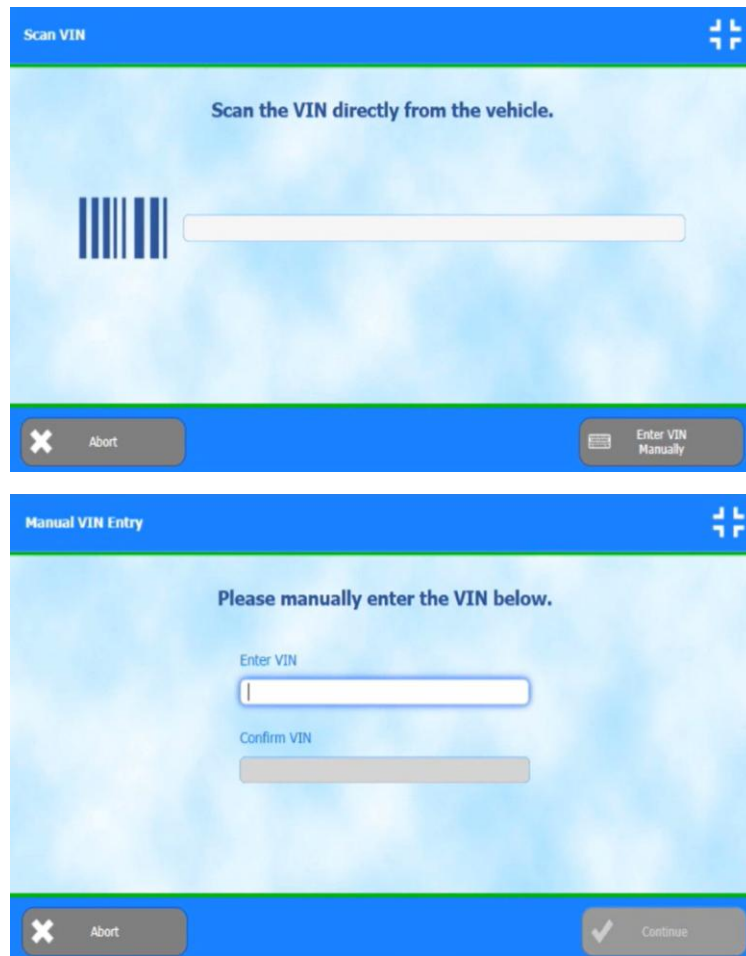 Scan VIN
Scan the VIN directly from the vehicle.
Abort
Enter VIN
Manually
Manual VIN Entry
Please manually enter the VIN below.
Enter VIN
Confirm VIN
Abort
Continue